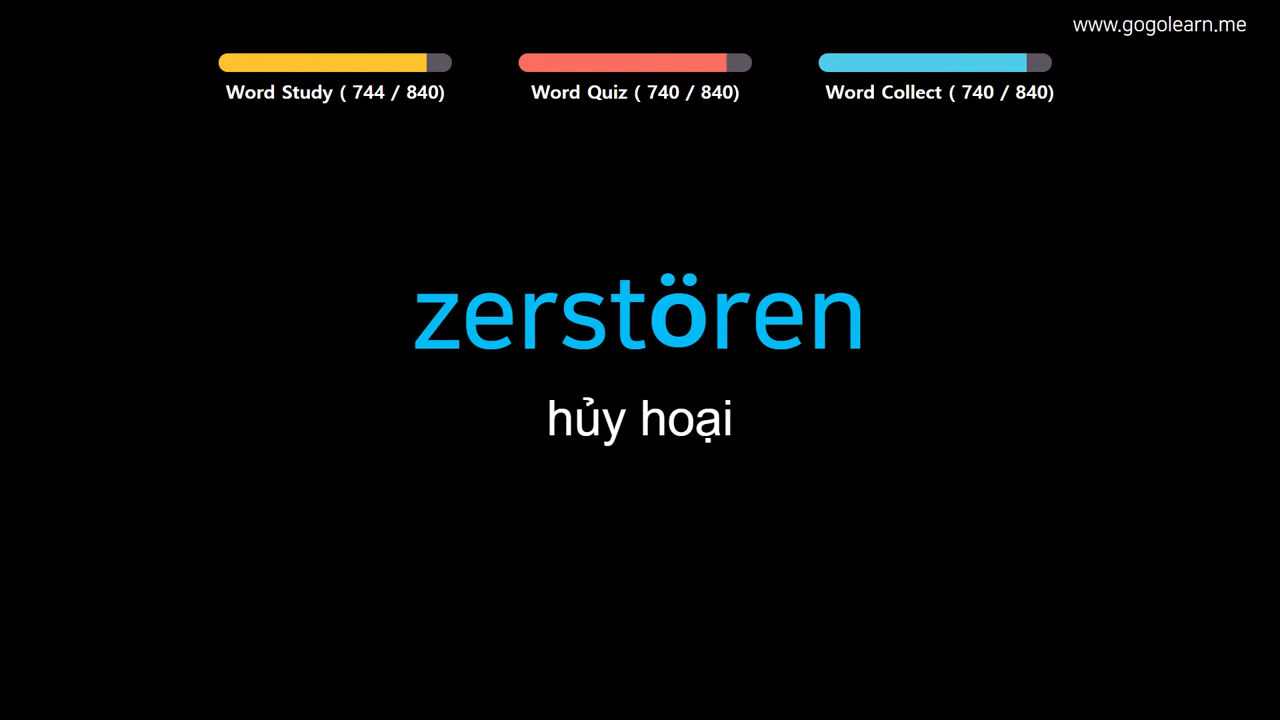 www.gogolearn.me
Word Study ( 744 / 840)
Word Quiz ( 740 / 840)
Word Collect ( 740 / 840)
zerstören
hủy hoại